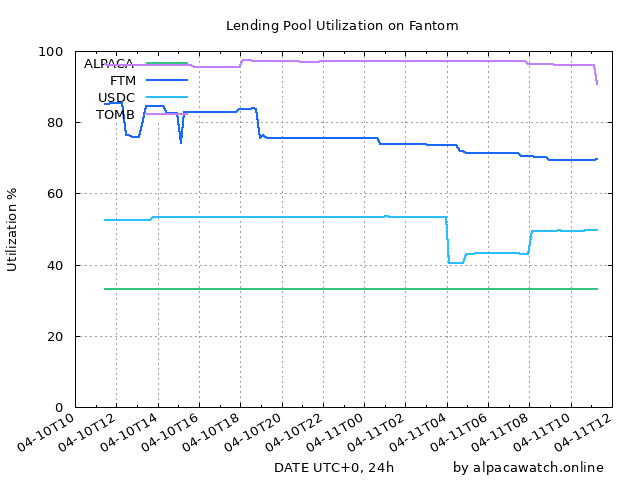 Lending Pool Utilization on Fantom
100
80
60
40
20
0
Utilization %
ALPACA
FTM
USDC
TOMB
04-10T10
04-10T12
04-10T14
04-10T16
04-10T18
04-10T20
04-10T22
04-11T00
04-11T02
04-11T04
04-11T06
04-11T08
04-11T10
04-11T12
DATE UTC+0, 24h
by alpacawatch.online